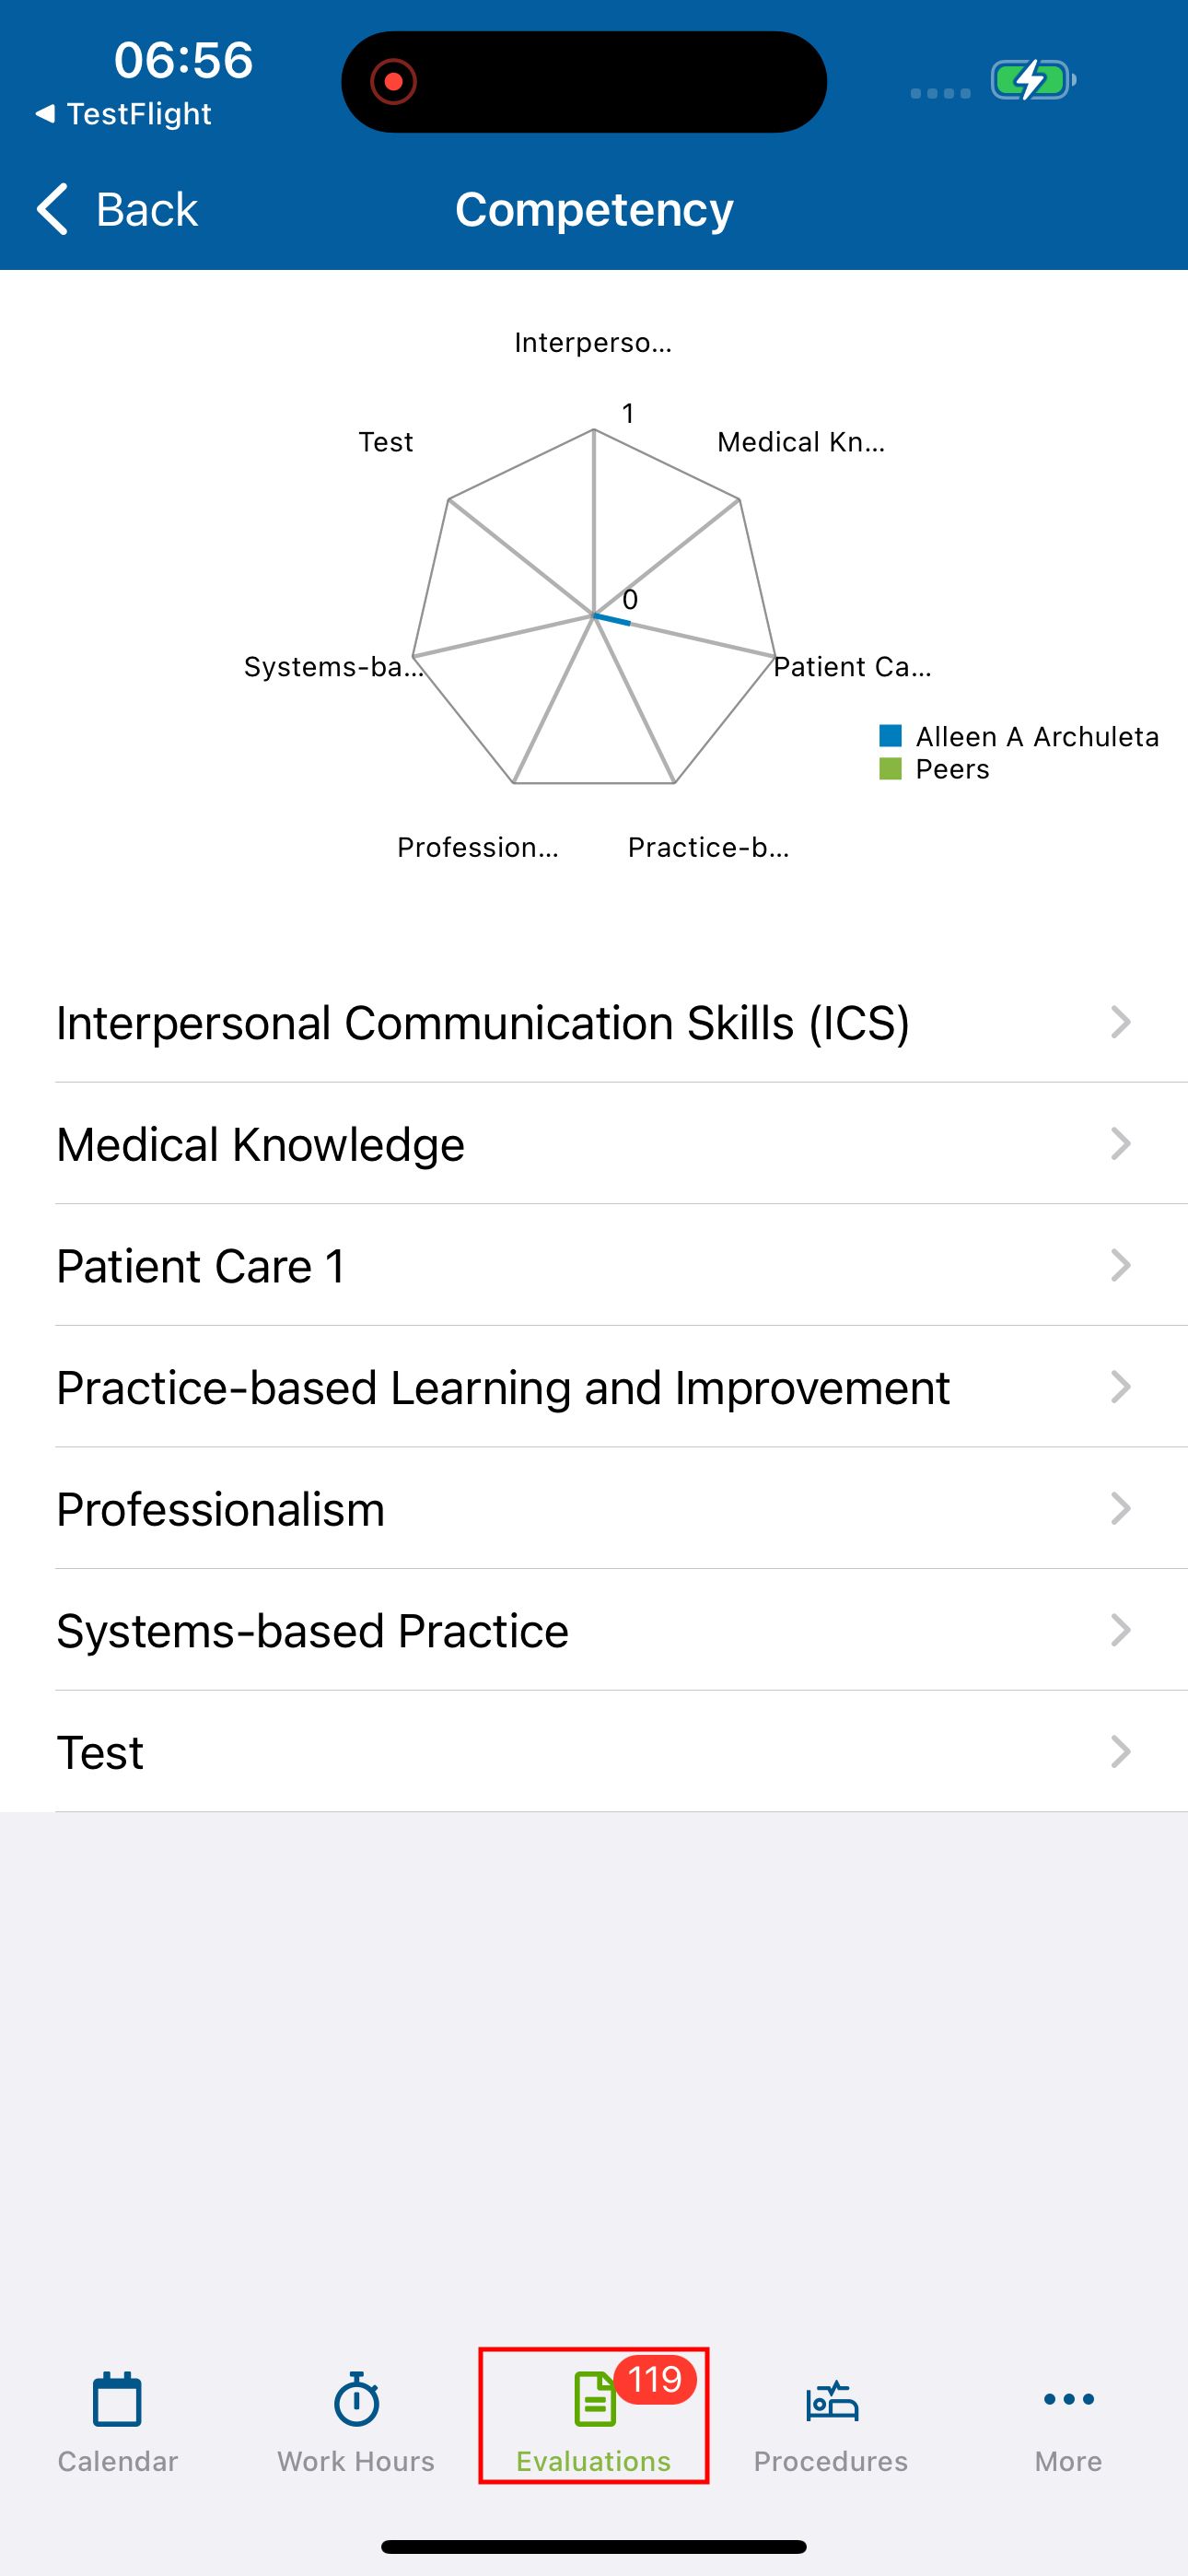 06:56
TestFlight
Back
Competency
Interperso...
1
Test
Medical Kn...
0
Systems-ba...
Patient Ca...
Alleen A Archuleta
Peers
Profession...
Practice-b...
Interpersonal Communication Skills (ICS)
Medical Knowledge
Patient Care 1
Practice-based Learning and Improvement
Professionalism
Systems-based Practice
Test
119
Calendar
Work Hours
Evaluations
Procedures
More